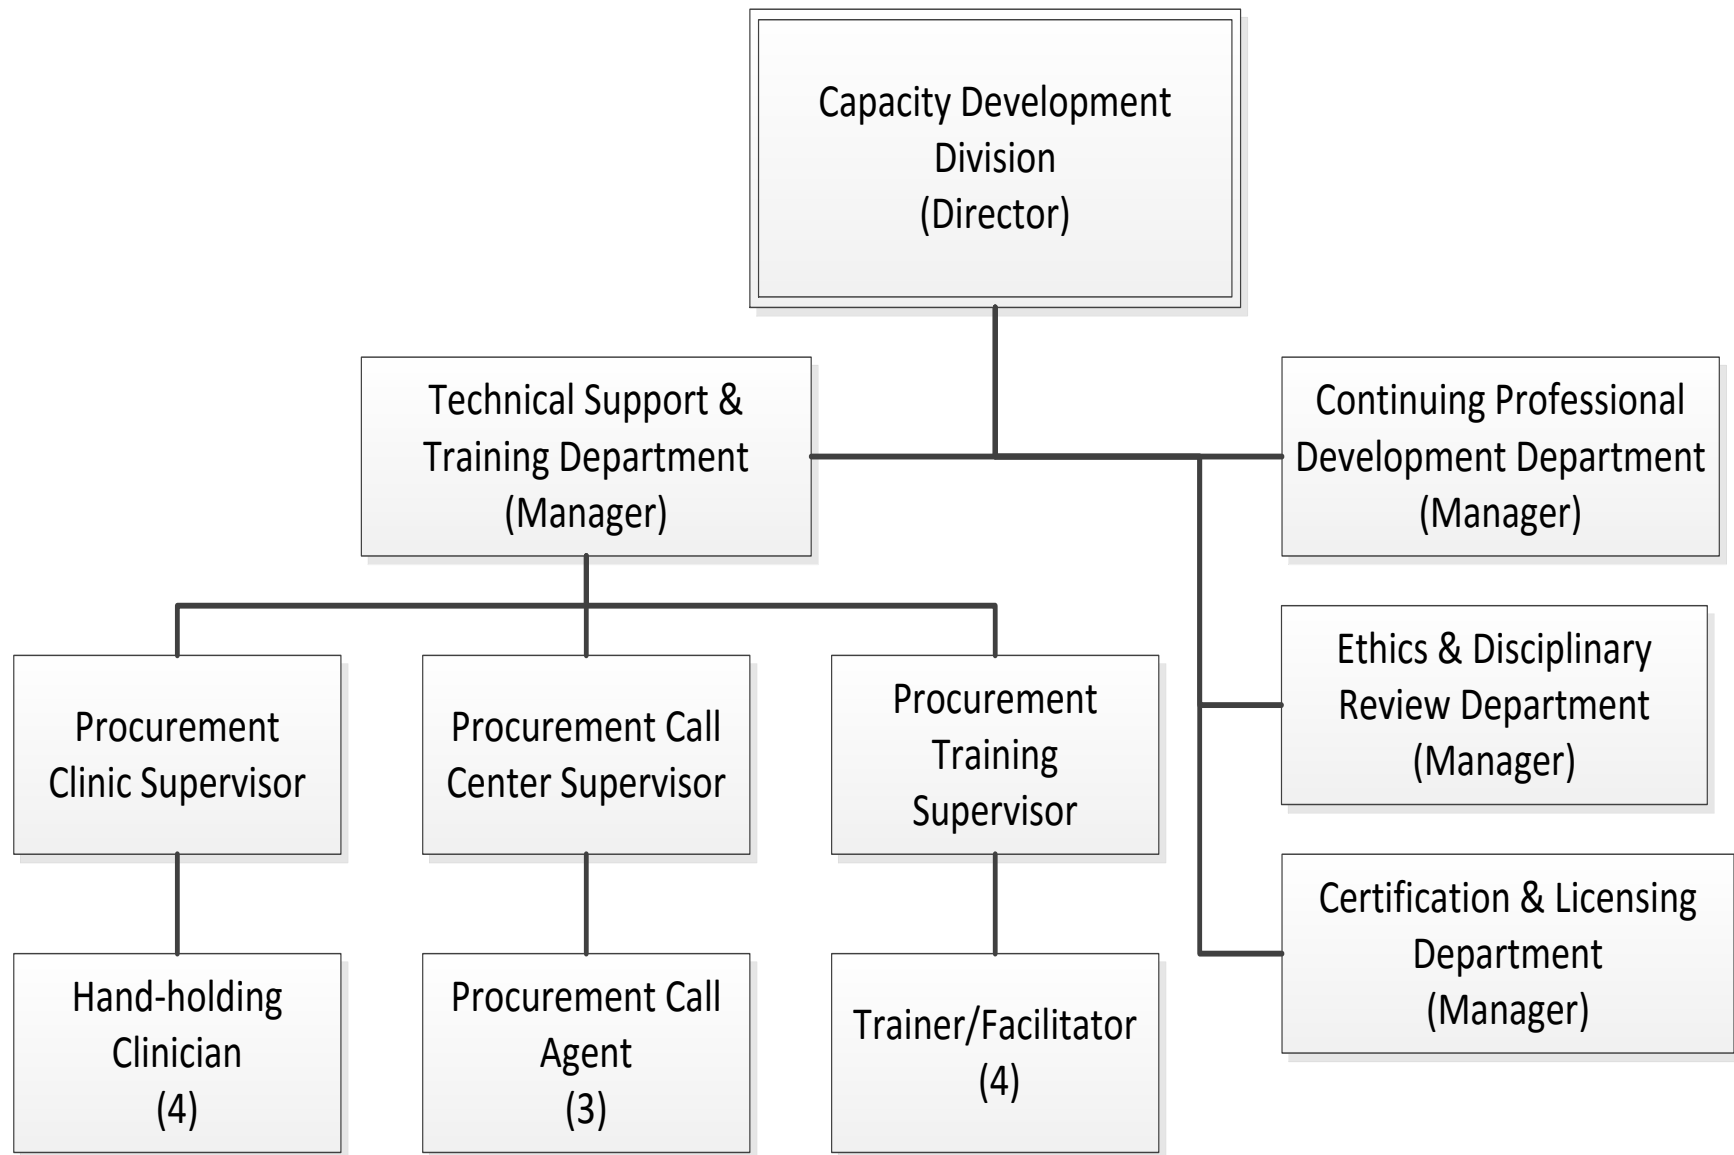 Capacity Development
Division
(Director)
Technical Support &
Training Department
(Manager)
Continuing Professional
Development Department
(Manager)
Procurement
Clinic Supervisor
Procurement Call
Center Supervisor
Procurement
Training
Supervisor
Ethics & Disciplinary
Review Department
(Manager)
Hand-holding
Clinician
(4)
Procurement Call
Agent
(3)
Trainer/Facilitator
(4)
Certification & Licensing
Department
(Manager)